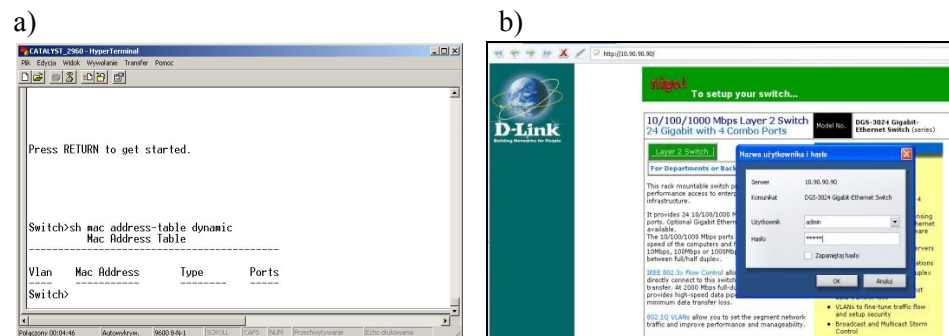 a)
b)
CATALYST_2960 - HyperTerminal
Plik Edycja Widok Wywołanie Transfer Pomoc
Press RETURN to get started.
Switch>sh mac address-table dynamic
Mac Address Table
-------------------------------------------
Vlan Mac Address Type Ports
---- ----------- -------- -----
Switch>
Połączony 00:04:46 Autowykryw. 9600 8-N-1 SCROLL CAPS NUM Przechwytywanie Echo drukowania
http://10.90.90.90/
D-Link
Building Networks for People
To setup your switch...
10/100/1000 Mbps Layer 2 Switch
24 Gigabit with 4 Combo Ports
Model No. DGS-3024 Gigabit-
Ethernet Switch (series)
Layer 2 Switch
For Departments or
This rack mountable switch
performance access to
infrastructure.
It provides 24 10/100/1000
ports. Optional Gigabit
available.
The 10/100/1000 Mbps ports
speed of the computers and
10Mbps, 100Mbps or
between full/half duplex.
IEEE 802.3x Flow Control
directly connect to this
transfer. At 2000 Mbps
provides high-speed data
minimum data transfer loss.
802.1Q VLANs allow you to set the segment network
traffic and improve performance and manageability.
Nazwa użytkownika i hasło
Serwer 10.90.90.90
Komunikat DGS-3024 Gigabit-Ethernet Switch
Użytkownik admin
Hasło *****
Zapamiętaj hasło
OK Anuluj
VLANs to fine-tune traffic flow
and setup security
Broadcast and Multicast Storm
Control